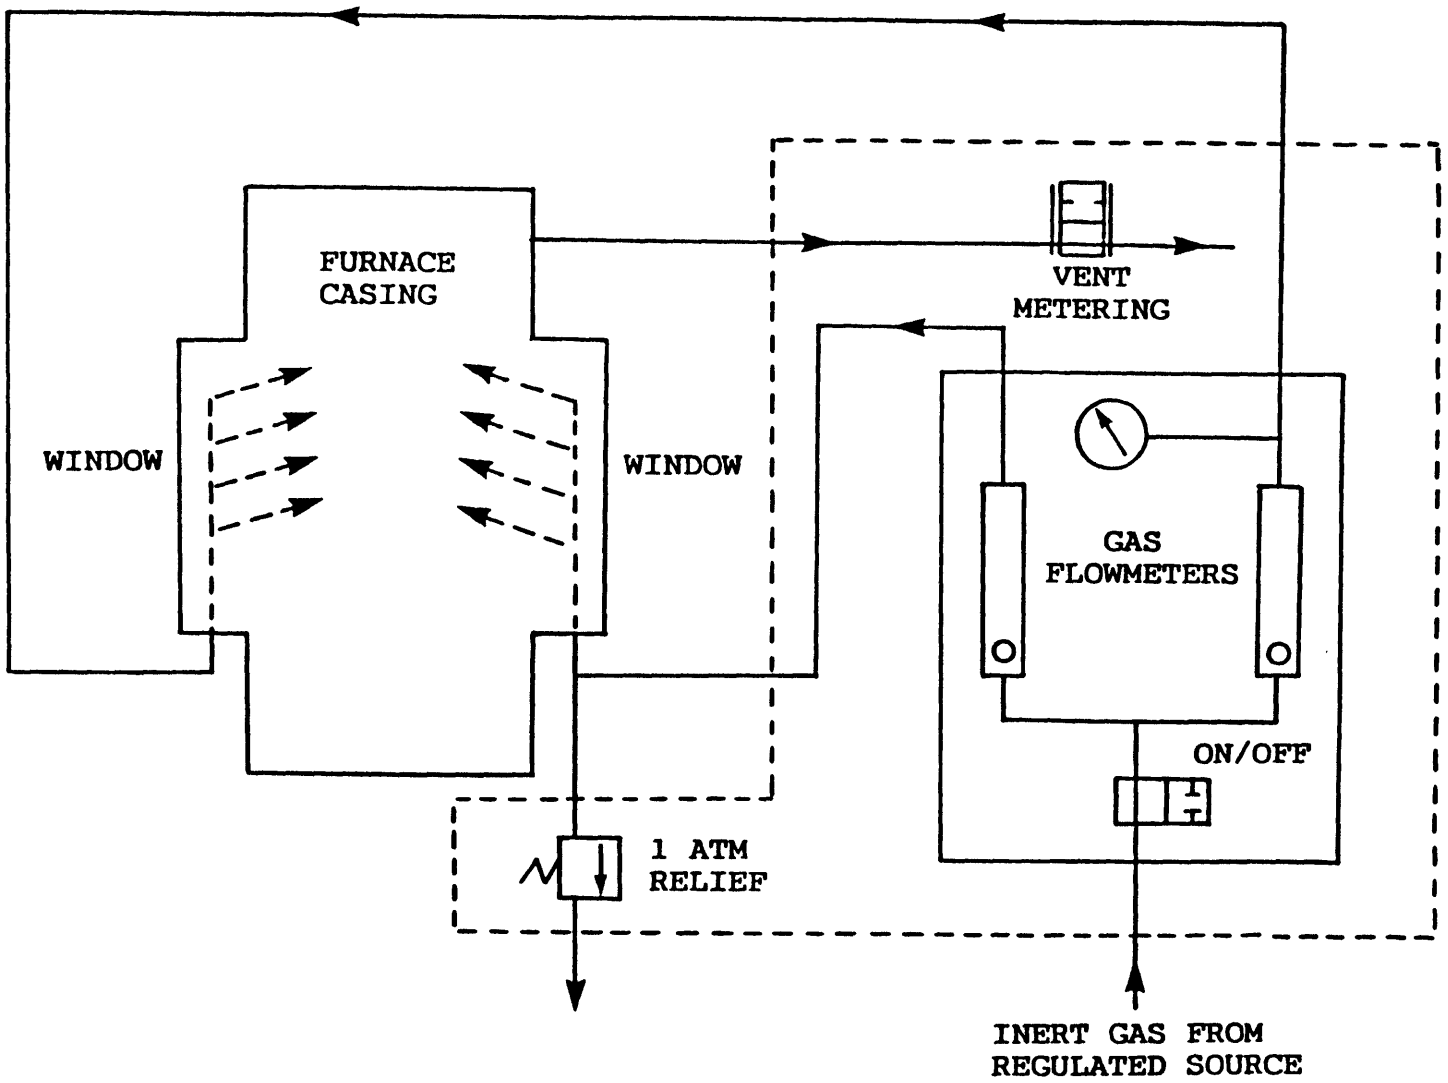 FURNACE
CASING
VENT
METERING
WINDOW
WINDOW
GAS
FLOWMETERS
ON/OFF
1 ATM
RELIEF
INERT GAS FROM
REGULATED SOURCE